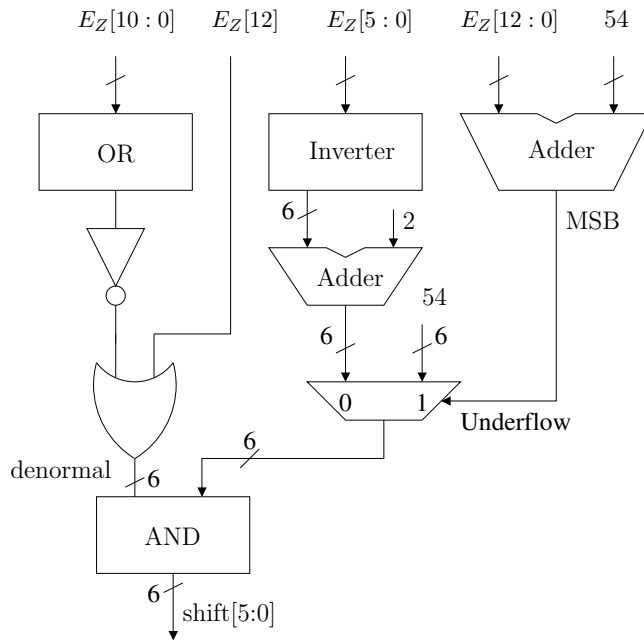 E_Z[10 : 0] E_Z[12] E_Z[5 : 0] E_Z[12 : 0] 54
OR Inverter Adder
6 2 MSB
Adder
54
6 6
0 1 Underflow
6
denormal 6
AND
6
shift[5:0]